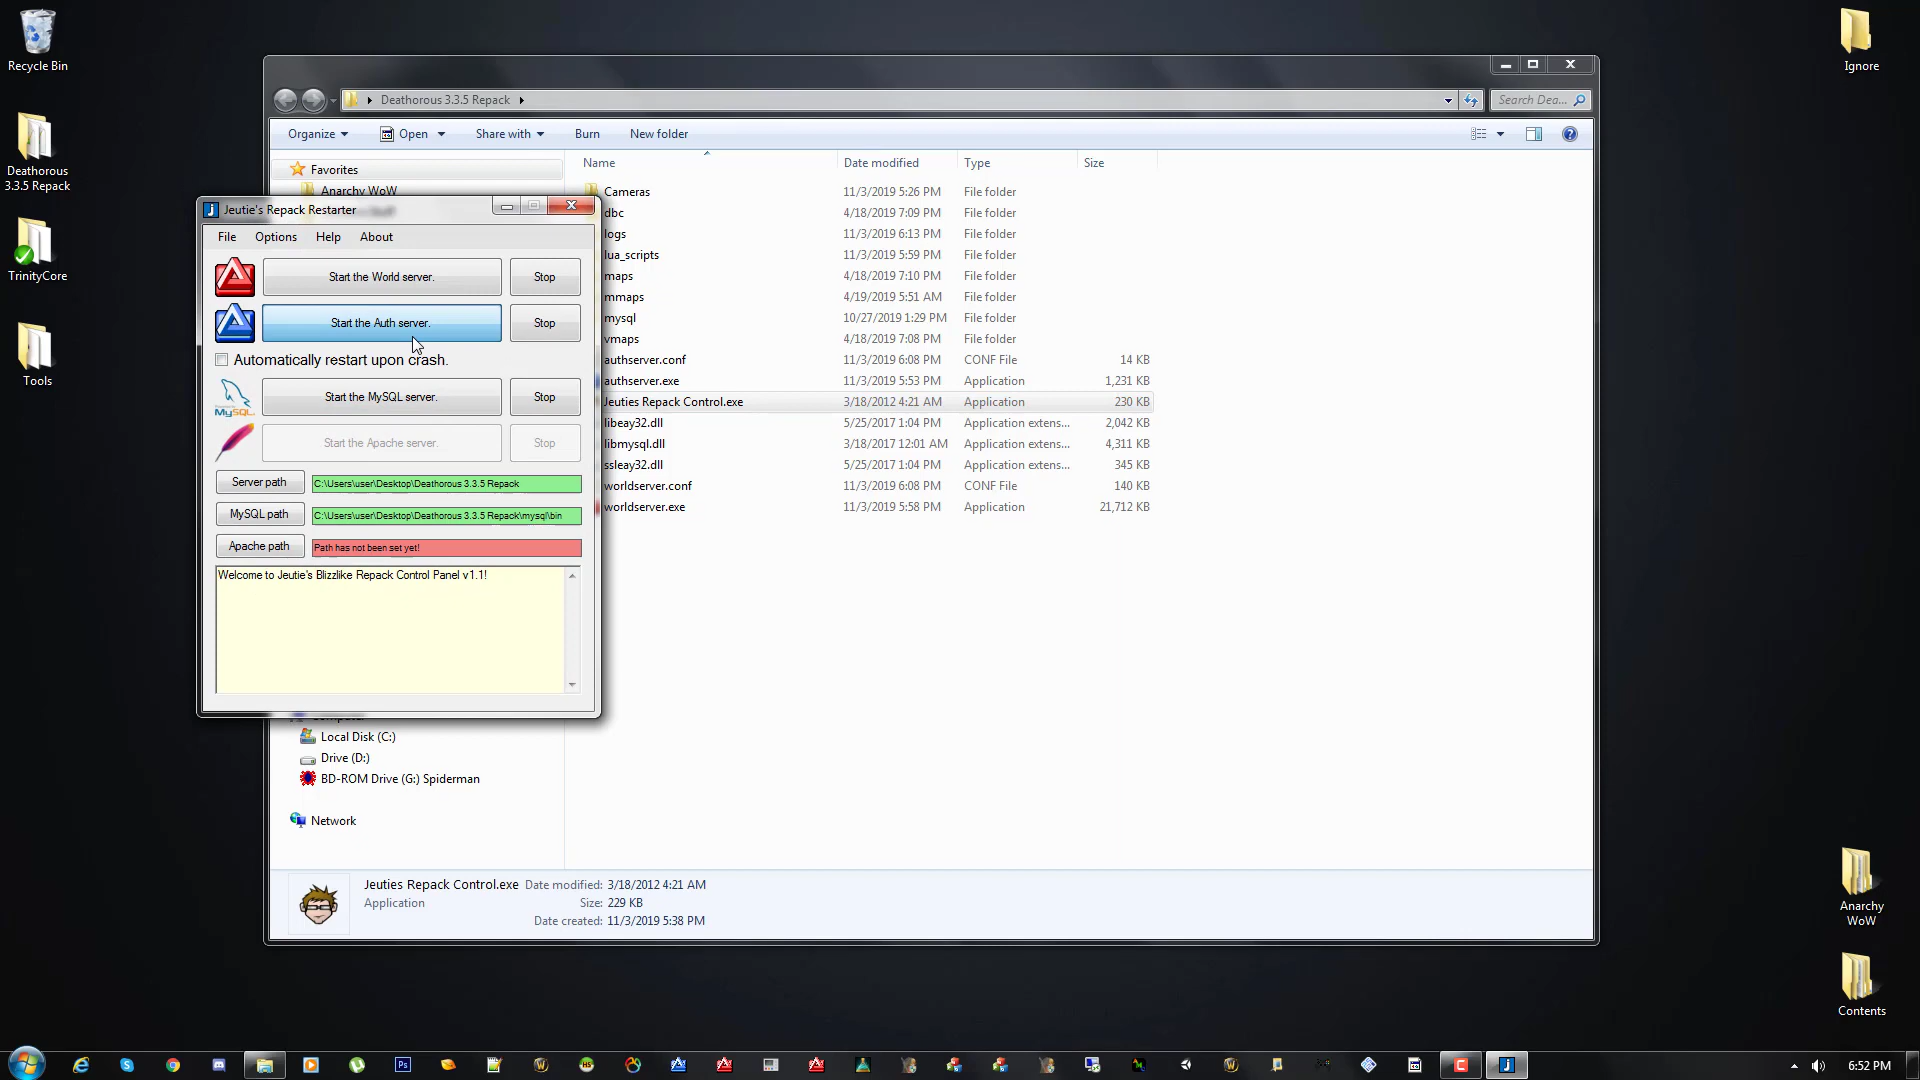 Recycle Bin
Deathorous
3.3.5 Repack
TrinityCore
Tools
Ignore
Anarchy
WoW
Contents
Deathorous 3.3.5 Repack
Search Dea...
Organize
Open
Share with
Burn
New folder
Favorites
Anarchy WoW
Name Date modified Type Size
Cameras 11/3/2019 5:26 PM File folder
dbc 4/18/2019 7:09 PM File folder
logs 11/3/2019 6:13 PM File folder
lua_scripts 11/3/2019 5:59 PM File folder
maps 4/18/2019 7:10 PM File folder
mmaps 4/19/2019 5:51 AM File folder
mysql 10/27/2019 1:29 PM File folder
vmaps 4/18/2019 7:08 PM File folder
authserver.conf 11/3/2019 6:08 PM CONF File 14 KB
authserver.exe 11/3/2019 5:53 PM Application 1,231 KB
Jeuties Repack Control.exe 3/18/2012 4:21 AM Application 230 KB
libeay32.dll 5/25/2017 1:04 PM Application extens... 2,042 KB
libmysql.dll 3/18/2017 12:01 AM Application extens... 4,311 KB
ssleay32.dll 5/25/2017 1:04 PM Application extens... 345 KB
worldserver.conf 11/3/2019 6:08 PM CONF File 140 KB
worldserver.exe 11/3/2019 5:58 PM Application 21,712 KB
Jeutie's Repack Restarter
File Options Help About
Start the World server. Stop
Start the Auth server. Stop
Automatically restart upon crash.
Powered by
MySQL
Start the MySQL server. Stop
Start the Apache server. Stop
Server path C:\Users\user\Desktop\Deathorous 3.3.5 Repack
MySQL path C:\Users\user\Desktop\Deathorous 3.3.5 Repack\mysql\bin
Apache path Path has not been set yet!
Welcome to Jeutie's Blizzlike Repack Control Panel v1.1!
Computer
Local Disk (C:)
Drive (D:)
BD-ROM Drive (G:) Spiderman
Network
Jeuties Repack Control.exe Date modified: 3/18/2012 4:21 AM
Application Size: 229 KB
Date created: 11/3/2019 5:38 PM
6:52 PM